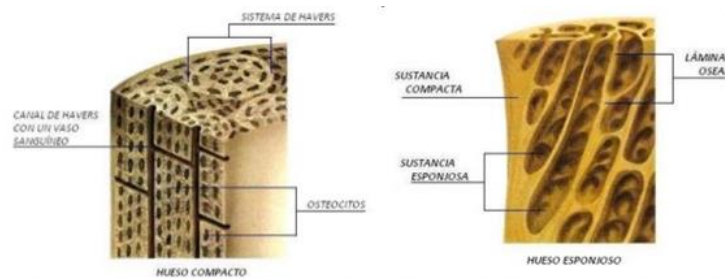 SISTEMA DE HAVERS
CANAL DE HAVERS
CON UN VASO
SANGUÍNEO
OSTEOCITOS
HUESO COMPACTO
LÁMINA
OSEA
SUSTANCIA
COMPACTA
SUSTANCIA
ESPONJOSA
HUESO ESPONJOSO